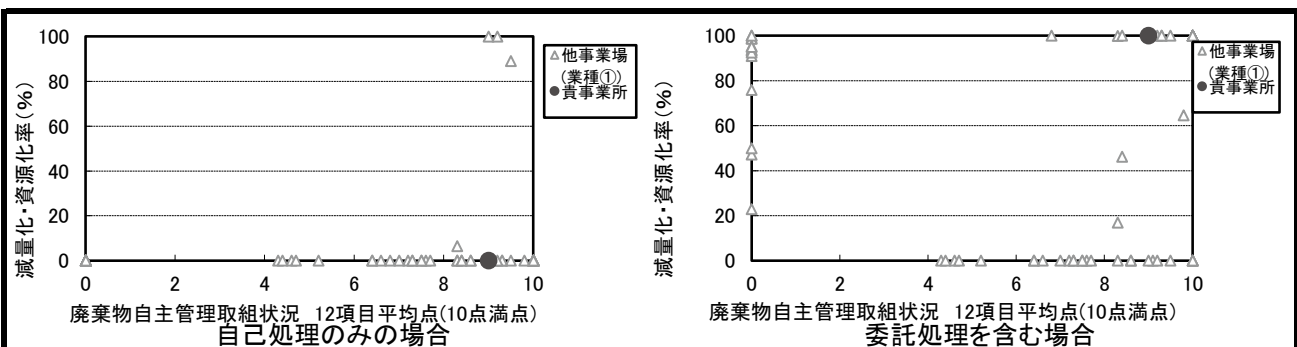 減量化・資源化率(%)
100
80
60
40
20
0
0 2 4 6 8 10
廃棄物自主管理取組状況 12項目平均点(10点満点)
自己処理のみの場合
△他事業場
(業種①)
●貴事業所
減量化・資源化率(%)
100
80
60
40
20
0
0 2 4 6 8 10
廃棄物自主管理取組状況 12項目平均点(10点満点)
委託処理を含む場合
△他事業場
(業種①)
●貴事業所